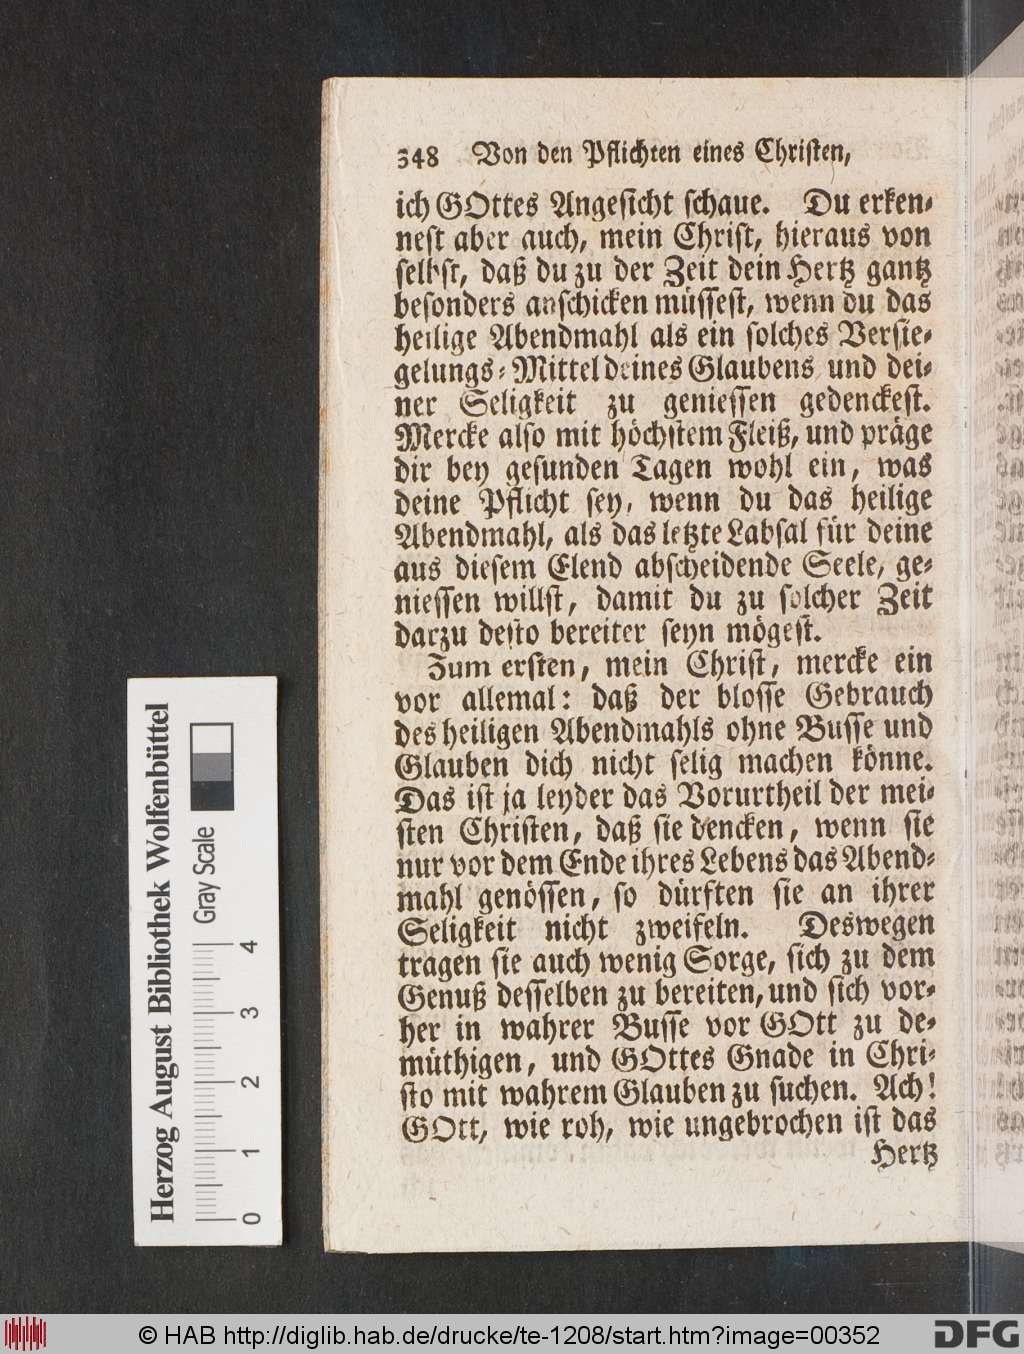 348 Von den Pflichten eines Christen,
ich GOttes Angesicht schaue. Du erken-
nest aber auch, mein Christ, hieraus von
selbst, daß du zu der Zeit dein Hertz gantz
besonders anschicken müssest, wenn du das
heilige Abendmahl als ein solches Versie-
gelungs-Mittel deines Glaubens und dei-
ner Seligkeit zu geniessen gedenckest.
Mercke also mit höchstem Fleiß, und präge
dir bey gesunden Tagen wohl ein, was
deine Pflicht sey, wenn du das heilige
Abendmahl, als das letzte Labsal für deine
aus diesem Elend abscheidende Seele, ge-
niessen willst, damit du zu solcher Zeit
darzu desto bereiter seyn mögest.
Zum ersten, mein Christ, mercke ein
vor allemal: daß der blosse Gebrauch
des heiligen Abendmahls ohne Busse und
Glauben dich nicht selig machen könne.
Das ist ja leyder das Vorurtheil der mei-
sten Christen, daß sie dencken, wenn sie
nur vor dem Ende ihres Lebens das Abend-
mahl genössen, so dürften sie an ihrer
Seligkeit nicht zweifeln. Deswegen
tragen sie auch wenig Sorge, sich zu dem
Genuß desselben zu bereiten, und sich vor-
her in wahrer Busse vor GOtt zu de-
müthigen, und GOttes Gnade in Chri-
sto mit wahrem Glauben zu suchen. Ach!
GOtt, wie roh, wie ungebrochen ist das
Hertz
Herzog August Bibliothek Wolfenbüttel
Gray Scale
0 1 2 3 4
© HAB http://diglib.hab.de/drucke/te-1208/start.htm?image=00352
DFG